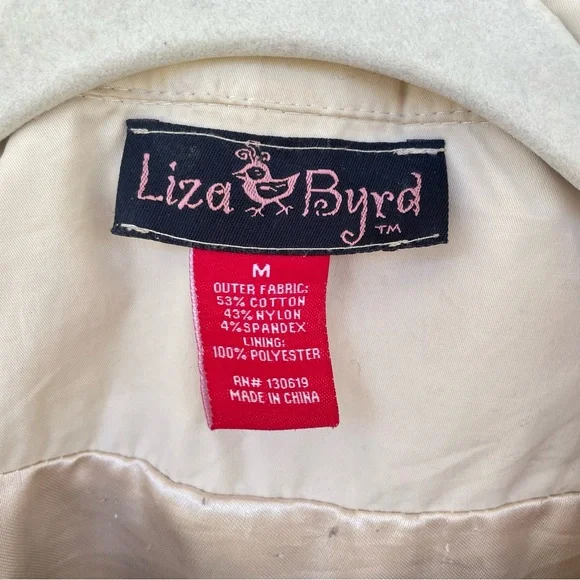 Liza Byrd
TM
M
OUTER FABRIC:
53% COTTON
43% NYLON
4% SPANDEX
LINING:
100% POLYESTER
RN# 130619
MADE IN CHINA